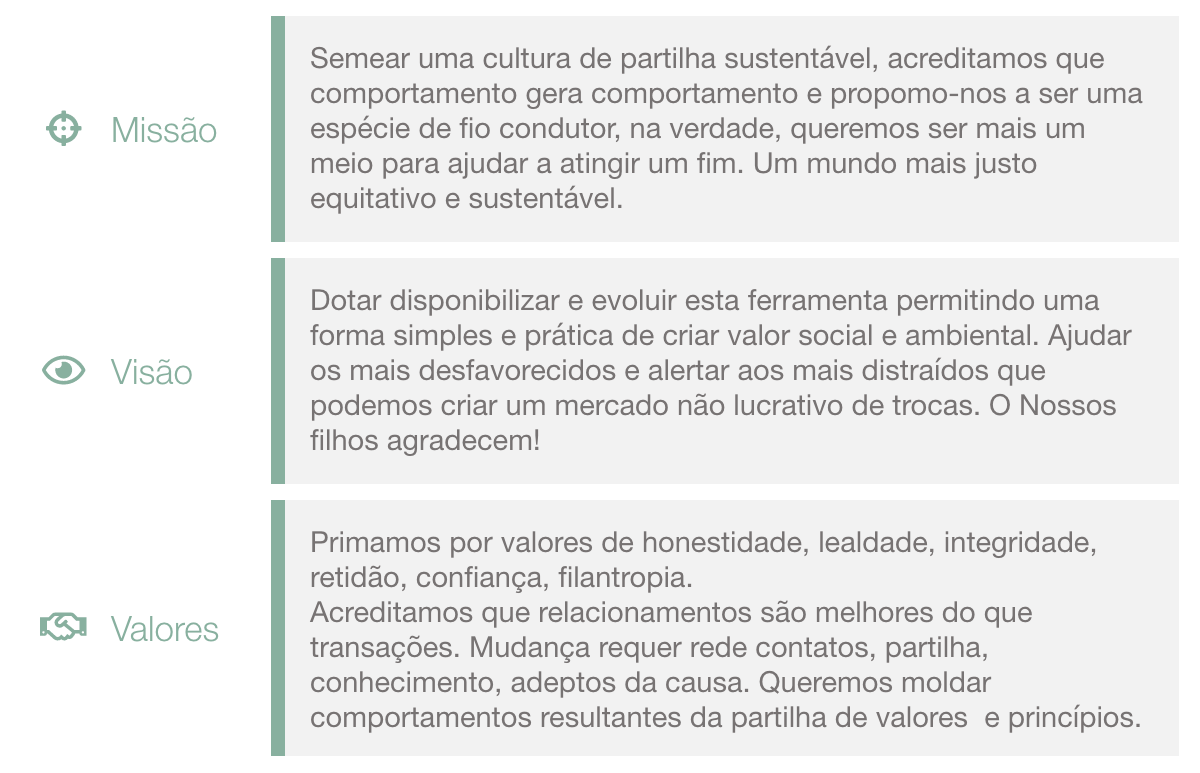 Missão
Semear uma cultura de partilha sustentável, acreditamos que
comportamento gera comportamento e propomo-nos a ser uma
espécie de fio condutor, na verdade, queremos ser mais um
meio para ajudar a atingir um fim. Um mundo mais justo
equitativo e sustentável.
Visão
Dotar disponibilizar e evoluir esta ferramenta permitindo uma
forma simples e prática de criar valor social e ambiental. Ajudar
os mais desfavorecidos e alertar aos mais distraídos que
podemos criar um mercado não lucrativo de trocas. O Nossos
filhos agradecem!
Valores
Primamos por valores de honestidade, lealdade, integridade,
retidão, confiança, filantropia.
Acreditamos que relacionamentos são melhores do que
transações. Mudança requer rede contatos, partilha,
conhecimento, adeptos da causa. Queremos moldar
comportamentos resultantes da partilha de valores  e princípios.